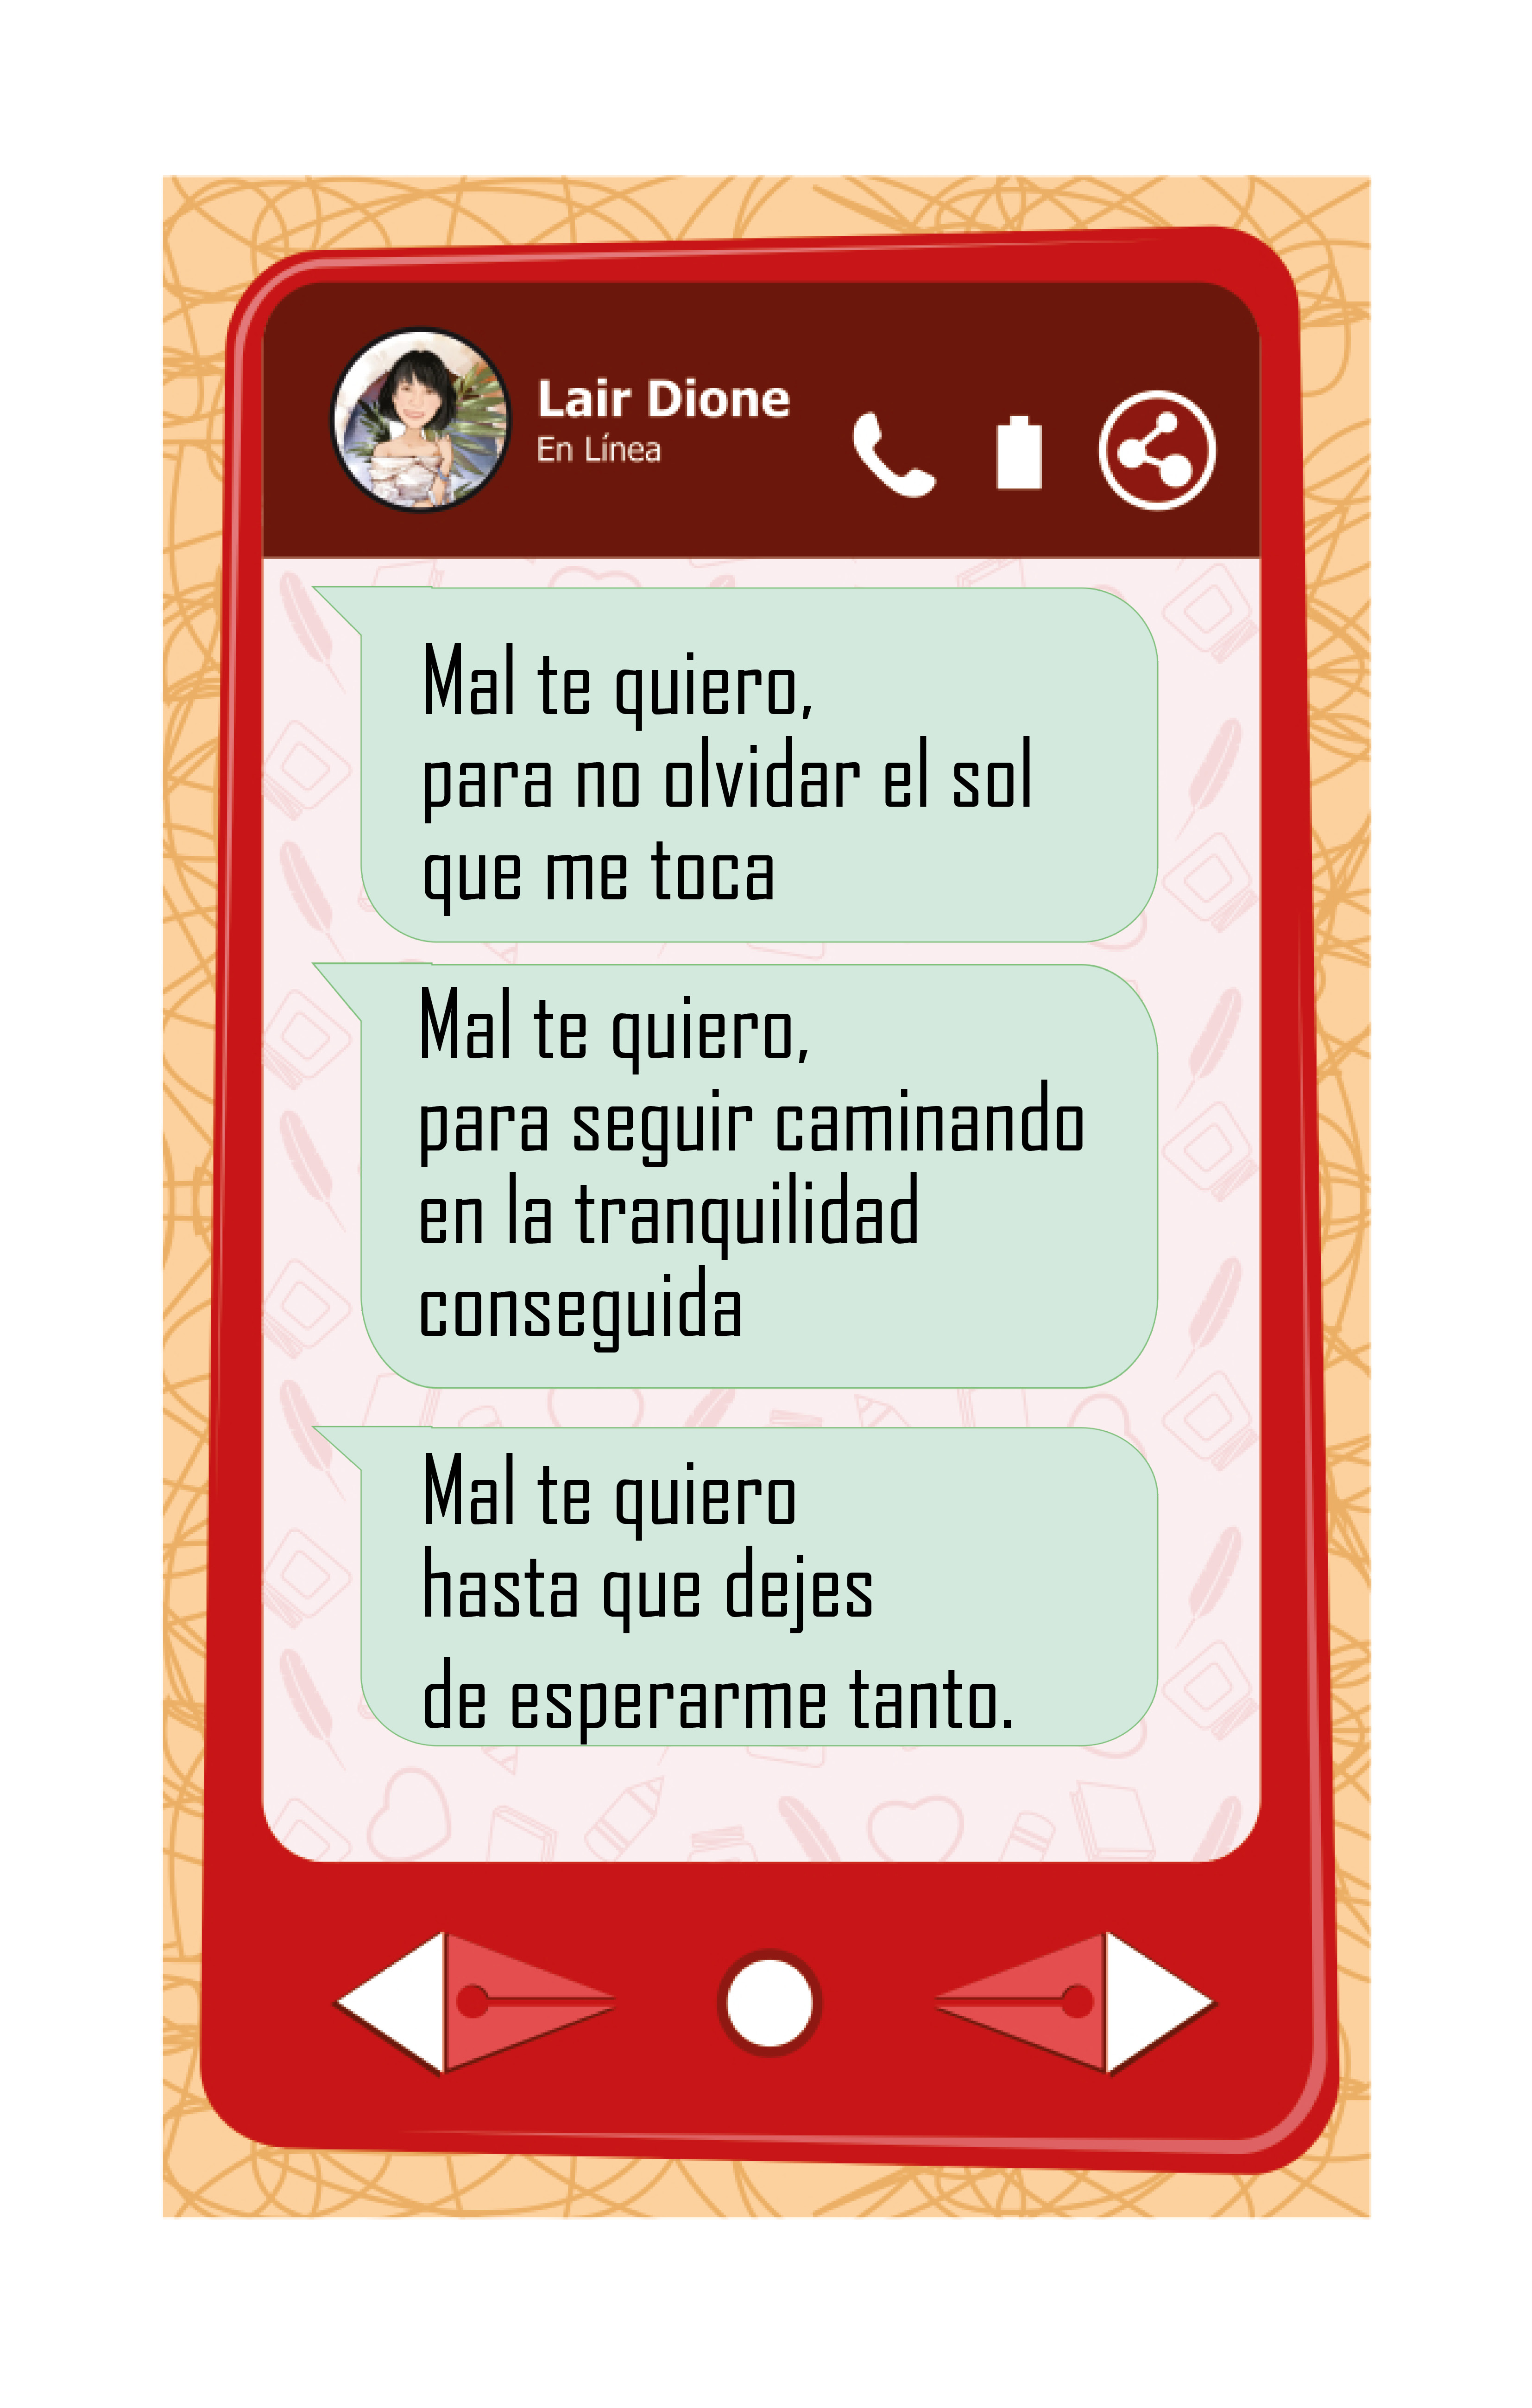 Lair Dione
En Línea
Mal te quiero,
para no olvidar el sol
que me toca
Mal te quiero,
para seguir caminando
en la tranquilidad
conseguida
Mal te quiero
hasta que dejes
de esperarme tanto.